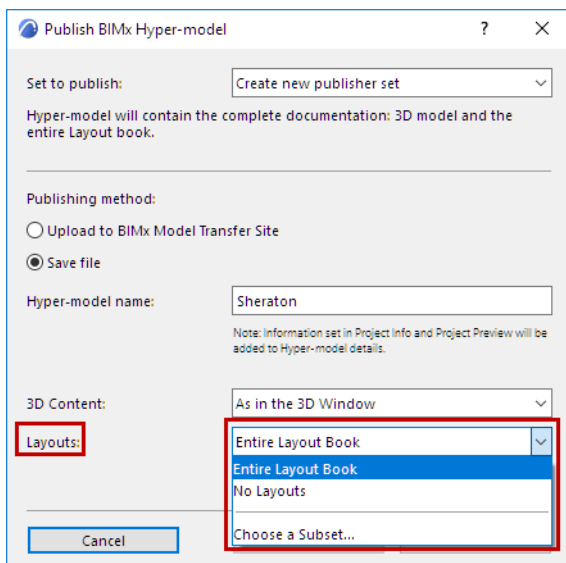 Publish BIMx Hyper-model
?
Set to publish:
Create new publisher set
Hyper-model will contain the complete documentation: 3D model and the
entire Layout book.
Publishing method:
Upload to BIMx Model Transfer Site
Save file
Hyper-model name:
Sheraton
Note: Information set in Project Info and Project Preview will be
added to Hyper-model details.
3D Content:
As in the 3D Window
Layouts:
Entire Layout Book
Entire Layout Book
No Layouts
Choose a Subset...
Cancel